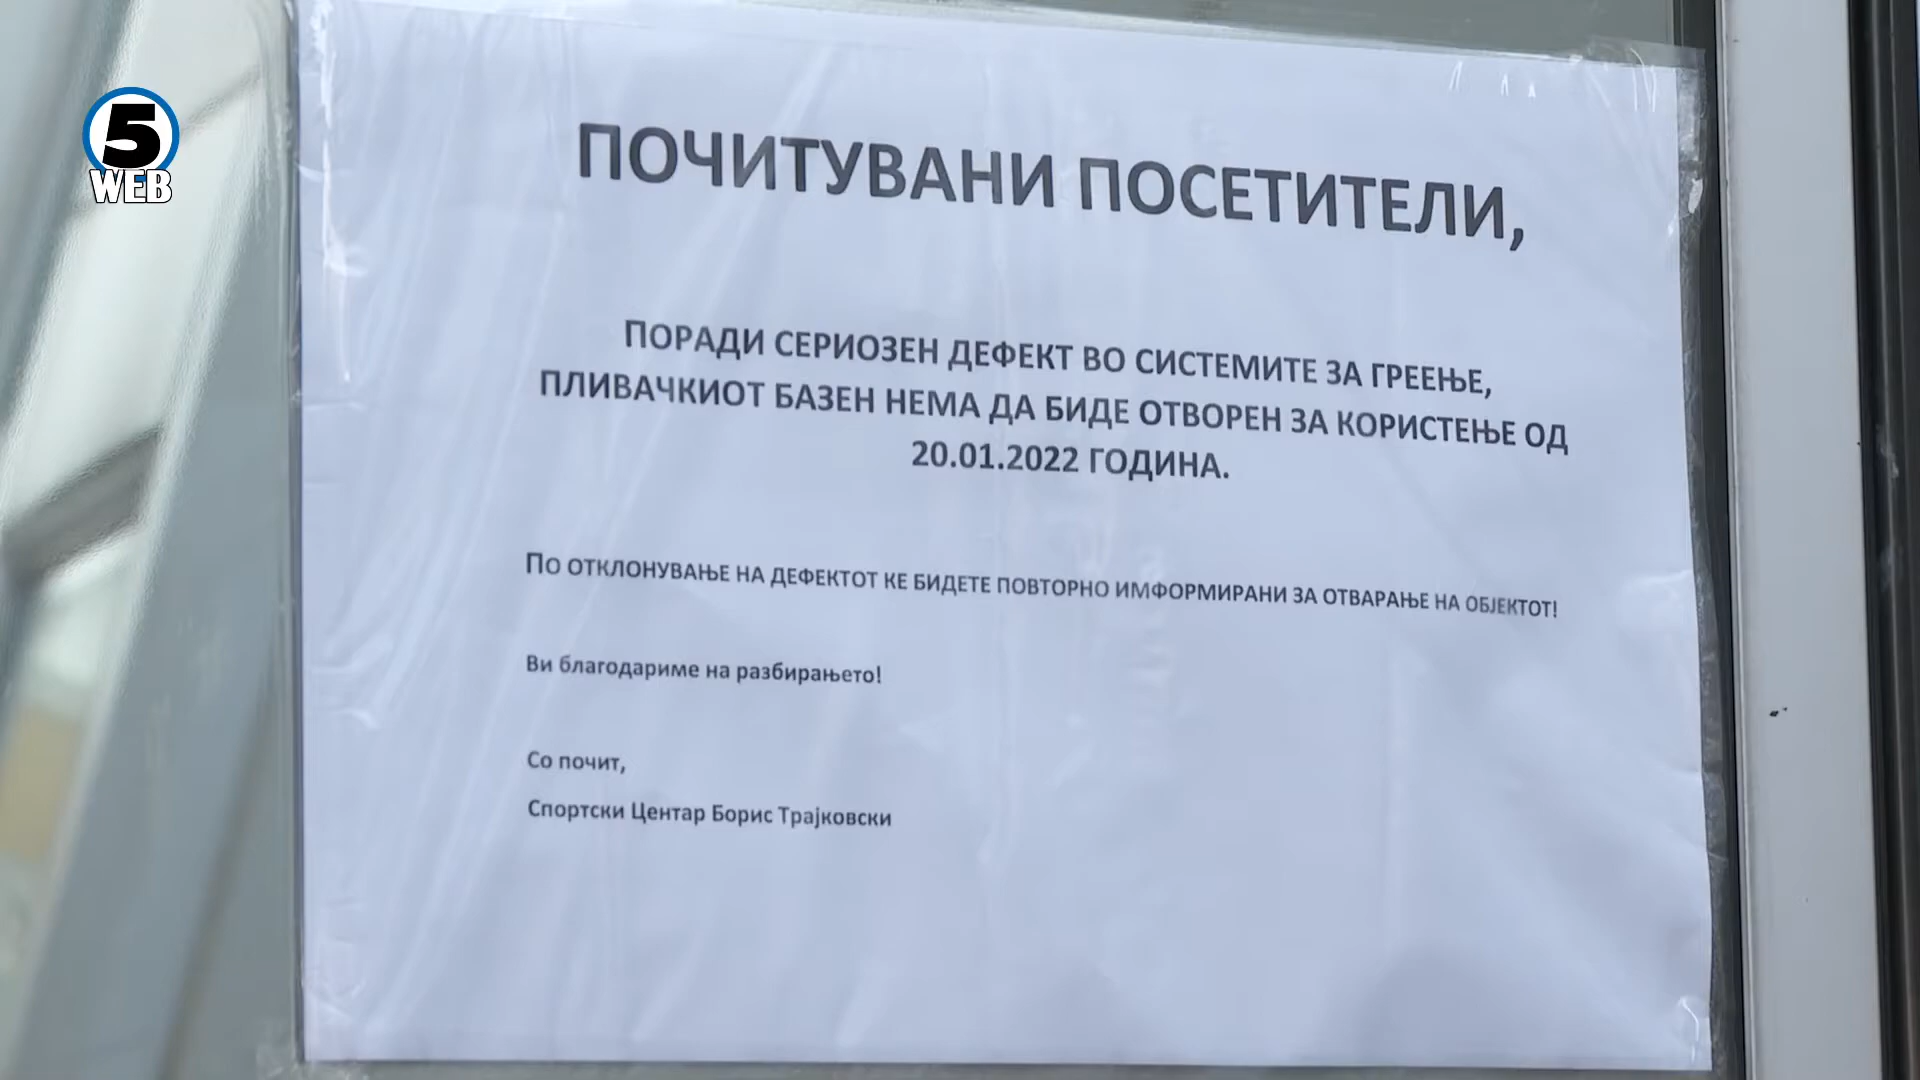 5
WEB
ПОЧИТУВАНИ ПОСЕТИТЕЛИ,
ПОРАДИ СЕРИОЗЕН ДЕФЕКТ ВО СИСТЕМИТЕ ЗА ГРЕЕЊЕ,
ПЛИВАЧКИОТ БАЗЕН НЕМА ДА БИДЕ ОТВОРЕН ЗА КОРИСТЕЊЕ ОД
20.01.2022 ГОДИНА.
ПО ОТКЛОНУВАЊЕ НА ДЕФЕКТОТ КЕ БИДЕТЕ ПОВТОРНО ИМФОРМИРАНИ ЗА ОТВАРАЊЕ НА ОБЈЕКТОТ!
Ви благодариме на разбирањето!
Со почит,
Спортски Центар Борис Трајковски